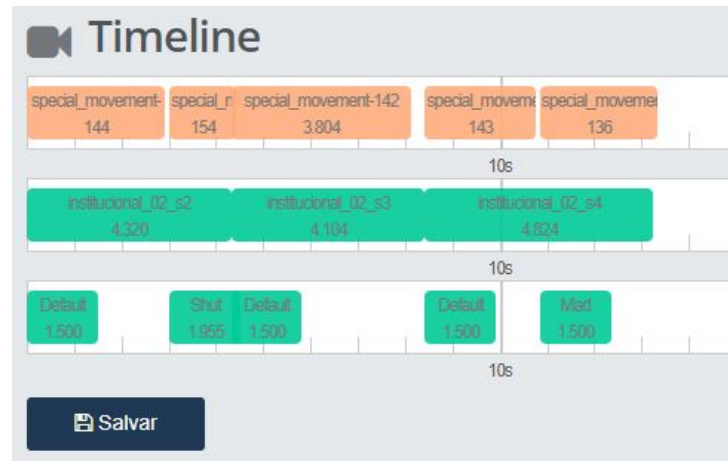 Timeline
special_movement- special_r special_movement-142 special_moveme special_movemer
144 154 3.804 143 136
10s
institucional_02_s2 institucional_02_s3 institucional_02_s4
4.320 4.104 4.824
10s
Default Shut Default Default Mad
1.500 1.955 1.500 1.500 1.500
10s
Salvar